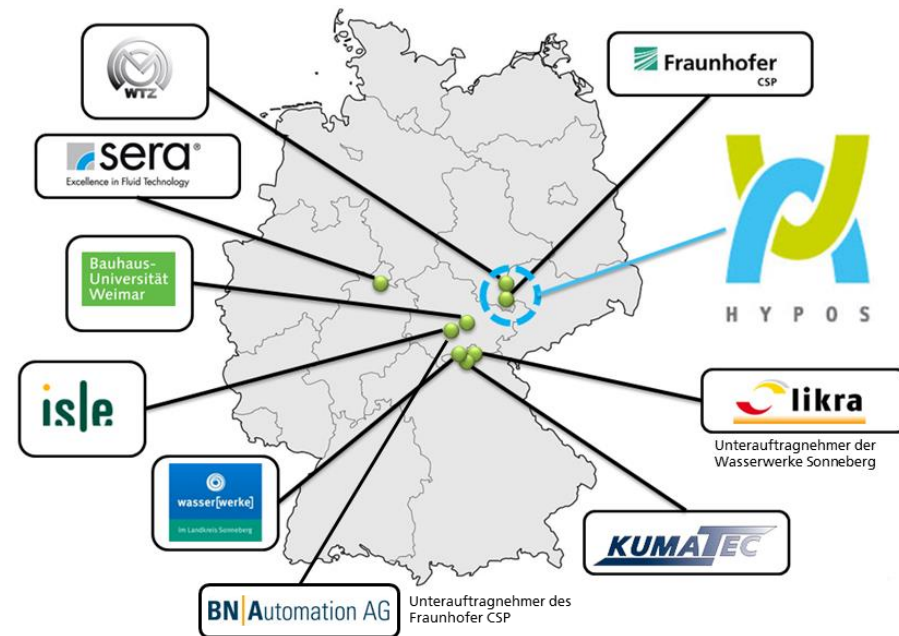 WTZ
Fraunhofer
CSP
sera®
Excellence in Fluid Technology
Bauhaus-
Universität
Weimar
HYPOS
isle
likra
Unterauftragnehmer der
Wasserwerke Sonneberg
wasser[werke]
im Landkreis Sonneberg
KUMATEC
BN|Automation AG
Unterauftragnehmer des
Fraunhofer CSP